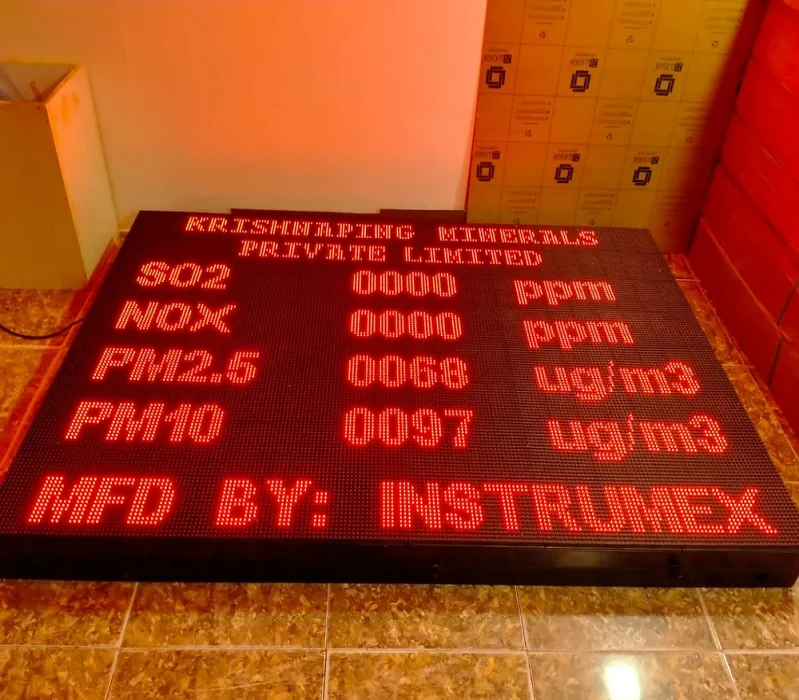 KRISHNAPING MINERALS
PRIVATE LIMITED
SO2 0000 ppm
NOX 0000 ppm
PM2.5 0068 ug/m3
PM10 0097 ug/m3
MFD BY: INSTRUMEX